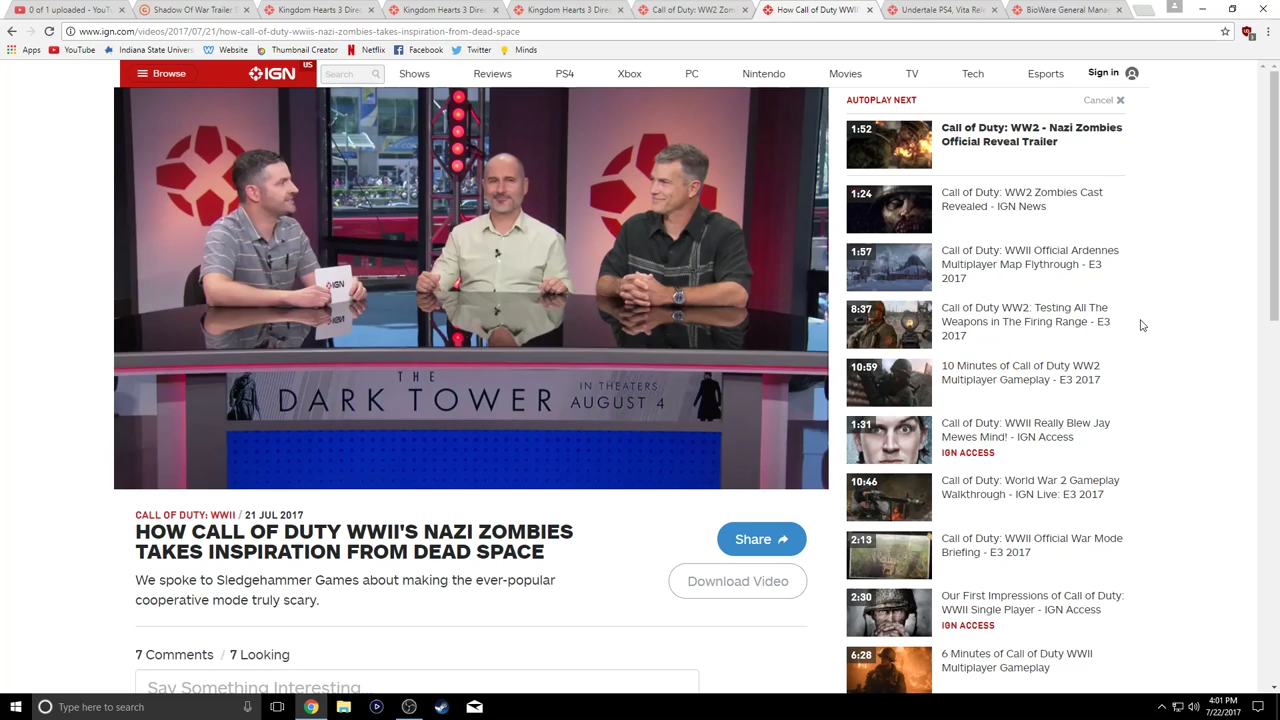 0 of 1 uploaded - YouTu
Shadow Of War Trailer B
Kingdom Hearts 3 Direc
Kingdom Hearts 3 Direc
Kingdom Hearts 3 Direc
Call of Duty: WW2 Zom
How Call of Duty WWII'
Undertale PS4, Vita Rele
BioWare General Manag
www.ign.com/videos/2017/07/21/how-call-of-duty-wwiis-nazi-zombies-takes-inspiration-from-dead-space
Apps YouTube Indiana State Univers Website Thumbnail Creator Netflix Facebook Twitter Minds
Browse IGN US Search Shows Reviews PS4 Xbox PC Nintendo Movies TV Tech Esports Sign in
IGN
THE
DARK TOWER
IN THEATERS
AUGUST 4
CALL OF DUTY: WWII / 21 JUL 2017
HOW CALL OF DUTY WWII'S NAZI ZOMBIES
TAKES INSPIRATION FROM DEAD SPACE
We spoke to Sledgehammer Games about making the ever-popular
cooperative mode truly scary.
Share
Download Video
7 Comments / 7 Looking
Say Something Interesting
AUTOPLAY NEXT Cancel
1:52
Call of Duty: WW2 - Nazi Zombies
Official Reveal Trailer
1:24
Call of Duty: WW2 Zombies Cast
Revealed - IGN News
1:57
Call of Duty: WWII Official Ardennes
Multiplayer Map Flythrough - E3
2017
8:37
Call of Duty WW2: Testing All The
Weapons in The Firing Range - E3
2017
10:59
10 Minutes of Call of Duty WW2
Multiplayer Gameplay - E3 2017
1:31
Call of Duty: WWII Really Blew Jay
Mewes Mind! - IGN Access
IGN ACCESS
10:46
Call of Duty: World War 2 Gameplay
Walkthrough - IGN Live: E3 2017
2:13
Call of Duty: WWII Official War Mode
Briefing - E3 2017
2:30
Our First Impressions of Call of Duty:
WWII Single Player - IGN Access
IGN ACCESS
6:28
6 Minutes of Call of Duty WWII
Multiplayer Gameplay
Type here to search
4:01 PM
7/22/2017